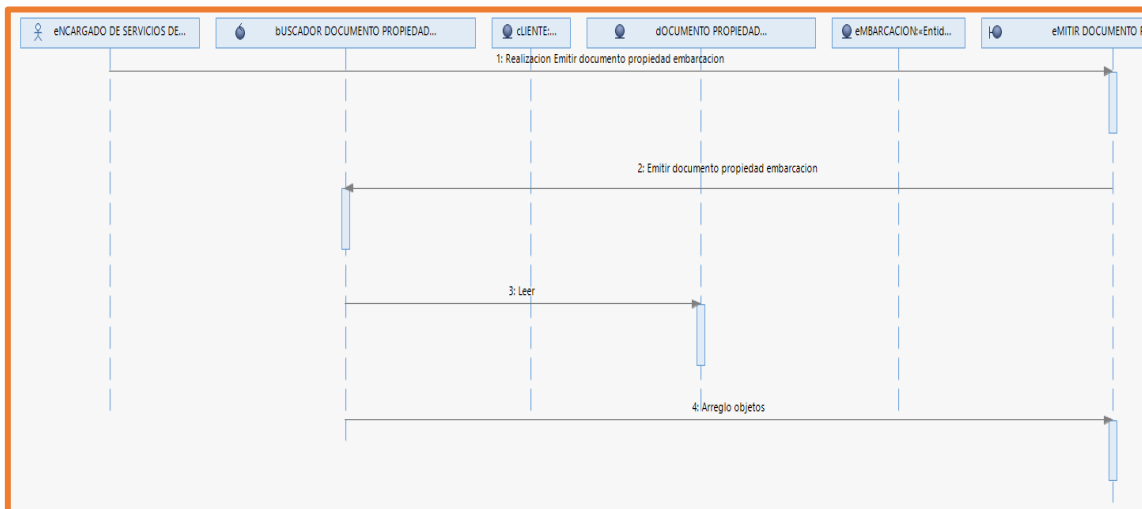 eNCARGADO DE SERVICIOS DE...
bUSCADOR DOCUMENTO PROPIEDAD...
cLIENTE:...
dOCUMENTO PROPIEDAD...
eMBARCACION:«Entid...
eMITIR DOCUMENTO P
1: Realizacion Emitir documento propiedad embarcacion
2: Emitir documento propiedad embarcacion
3: Leer
4: Arreglo objetos